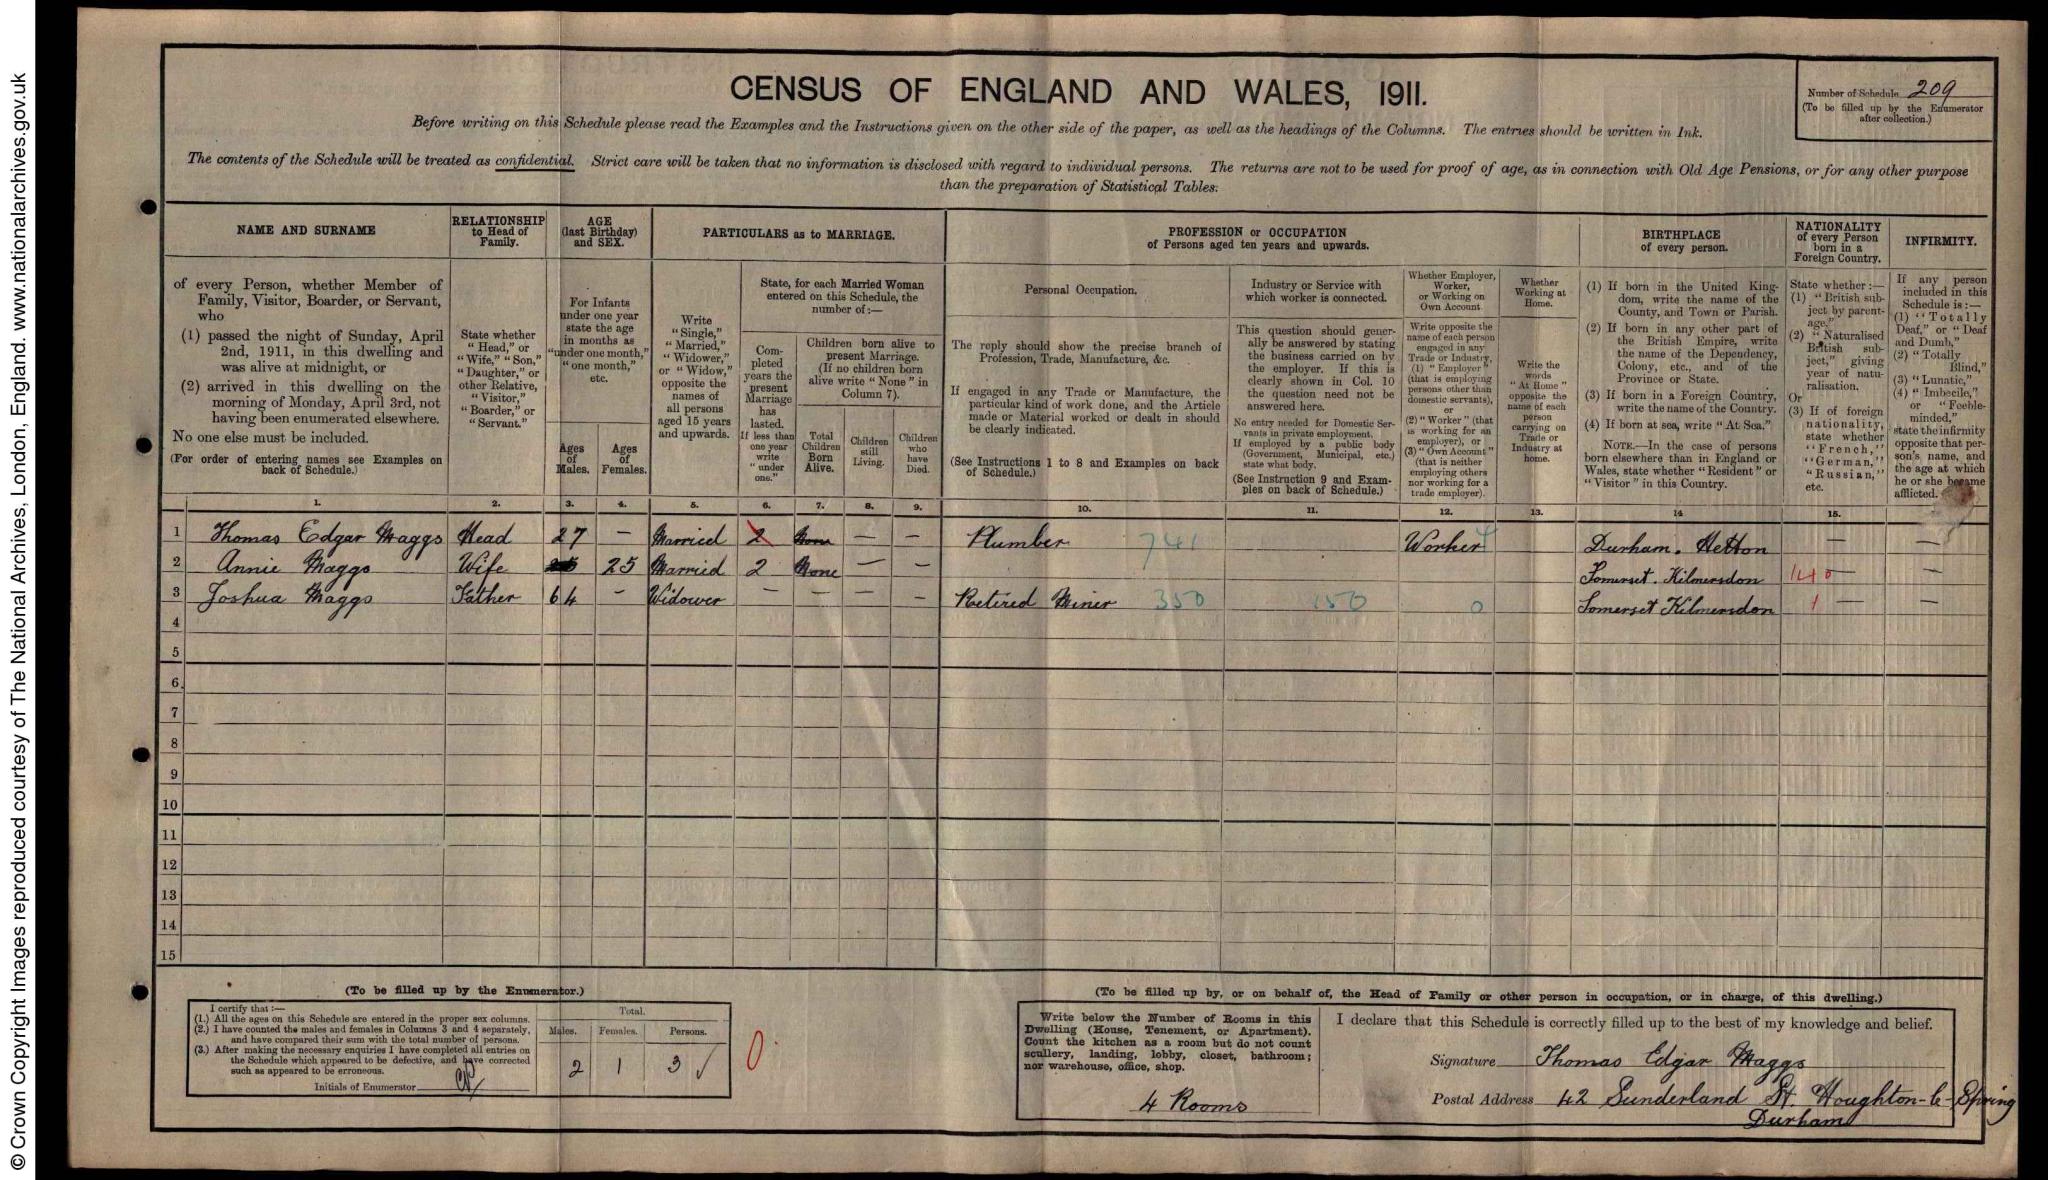 CENSUS OF ENGLAND AND WALES, 1911.
Number of Schedule 209
(To be filled up by the Enumerator
after collection.)
Before writing on this Schedule please read the Examples and the Instructions given on the other side of the paper, as well as the headings of the Columns. The entries should be written in Ink.
The contents of the Schedule will be treated as confidential. Strict care will be taken that no information is disclosed with regard to individual persons. The returns are not to be used for proof of age, as in connection with Old Age Pensions, or for any other purpose
than the preparation of Statistical Tables.
NAME AND SURNAME
of every Person, whether Member of
Family, Visitor, Boarder, or Servant,
who
(1) passed the night of Sunday, April
2nd, 1911, in this dwelling and
was alive at midnight, or
(2) arrived in this dwelling on the
morning of Monday, April 3rd, not
having been enumerated elsewhere.
No one else must be included.
(For order of entering names see Examples on
back of Schedule.)
RELATIONSHIP
to Head of
Family.
State whether
"Head," or
"Wife," "Son,"
"Daughter," or
other Relative,
"Visitor,"
"Boarder," or
"Servant."
AGE
(last Birthday)
and SEX.
For Infants
under one year
state the age
in months as
"under one month,"
"one month,"
etc.
Ages
of
Males.
Ages
of
Females.
PARTICULARS as to MARRIAGE.
Write
"Single,"
"Married,"
"Widower,"
or "Widow,"
opposite the
names of
all persons
aged 15 years
and upwards.
State, for each Married Woman
entered on this Schedule, the
number of:—
Com-
pleted
years the
present
Marriage
has
lasted.
If less than
one year
write
"under
one."
Children born alive to
present Marriage.
(If no children born
alive write "None" in
Column 7).
Total
Children
Born
Alive.
Children
still
Living.
Children
who
have
Died.
PROFESSION or OCCUPATION
of Persons aged ten years and upwards.
Personal Occupation.
The reply should show the precise branch of
Profession, Trade, Manufacture, &c.
If engaged in any Trade or Manufacture, the
particular kind of work done, and the Article
made or Material worked or dealt in should
be clearly indicated.
(See Instructions 1 to 8 and Examples on back
of Schedule.)
Industry or Service with
which worker is connected.
This question should gener-
ally be answered by stating
the business carried on by
the employer. If this is
clearly shown in Col. 10
the question need not be
answered here.
No entry needed for Domestic Ser-
vants in private employment.
If employed by a public body
(Government, Municipal, etc.)
state what body.
(See Instruction 9 and Exam-
ples on back of Schedule.)
Whether Employer,
Worker,
or Working on
Own Account
Write opposite the
name of each person
engaged in any
Trade or Industry,
(1) "Employer"
(that is employing
persons other than
domestic servants),
or
(2) "Worker" (that
is working for an
employer), or
(3) "Own Account"
(that is neither
employing others
nor working for a
trade employer).
Whether
Working at
Home.
Write the
words
"At Home"
opposite the
name of each
person
carrying on
Trade or
Industry at
home.
BIRTHPLACE
of every person.
(1) If born in the United King-
dom, write the name of the
County, and Town or Parish.
(2) If born in any other part of
the British Empire, write
the name of the Dependency,
Colony, etc., and of the
Province or State.
(3) If born in a Foreign Country,
write the name of the Country.
(4) If born at sea, write "At Sea."
NOTE.—In the case of persons
born elsewhere than in England or
Wales, state whether "Resident" or
"Visitor" in this Country.
NATIONALITY
of every Person
born in a
Foreign Country.
State whether:—
(1) "British sub-
ject by parent-
age."
(2) "Naturalised
British sub-
ject," giving
year of natu-
ralisation.
Or
(3) If of foreign
nationality,
state whether
"French,"
"German,"
"Russian,"
etc.
INFIRMITY.
If any person
included in this
Schedule is:—
(1) "Totally
Deaf," or "Deaf
and Dumb,"
(2) "Totally
Blind,"
(3) "Lunatic,"
(4) "Imbecile,"
or "Feeble-
minded,"
state the infirmity
opposite that per-
son's name, and
the age at which
he or she became
afflicted.
1. 2. 3. 4. 5. 6. 7. 8. 9. 10. 11. 12. 13. 14 15.
1 Thomas Edgar Maggs Head 27 — Married 2 None — — Plumber 741 Worker Durham. Hetton — —
2 Annie Maggs Wife 25 Married 2 None — — Somerset. Kilmersdon 140 — —
3 Joshua Maggs Father 64 — Widower — — — — Retired Miner 350 150 0 Somerset Kilmersdon 1 — —
4
5
6
7
8
9
10
11
12
13
14
15
(To be filled up by the Enumerator.)
I certify that:—
(1.) All the ages on this Schedule are entered in the proper sex columns.
(2.) I have counted the males and females in Columns 3 and 4 separately,
and have compared their sum with the total number of persons.
(3.) After making the necessary enquiries I have completed all entries on
the Schedule which appeared to be defective, and have corrected
such as appeared to be erroneous.
Initials of Enumerator
Total.
Males. Females. Persons.
2 1 3
0
(To be filled up by, or on behalf of, the Head of Family or other person in occupation, or in charge, of this dwelling.)
Write below the Number of Rooms in this
Dwelling (House, Tenement, or Apartment).
Count the kitchen as a room but do not count
scullery, landing, lobby, closet, bathroom;
nor warehouse, office, shop.
4 Rooms
I declare that this Schedule is correctly filled up to the best of my knowledge and belief.
Signature Thomas Edgar Maggs
Postal Address 42 Sunderland St. Houghton-le-Spring
Durham
© Crown Copyright Images reproduced courtesy of The National Archives, London, England. www.nationalarchives.gov.uk